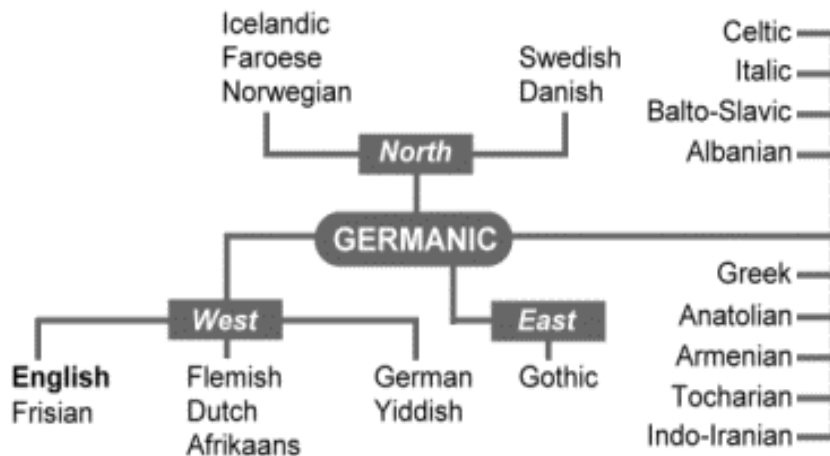 Icelandic
Faroese
Norwegian
Swedish
Danish
North
GERMANIC
West
East
English
Frisian
Flemish
Dutch
Afrikaans
German
Yiddish
Gothic
Celtic
Italic
Balto-Slavic
Albanian
Greek
Anatolian
Armenian
Tocharian
Indo-Iranian